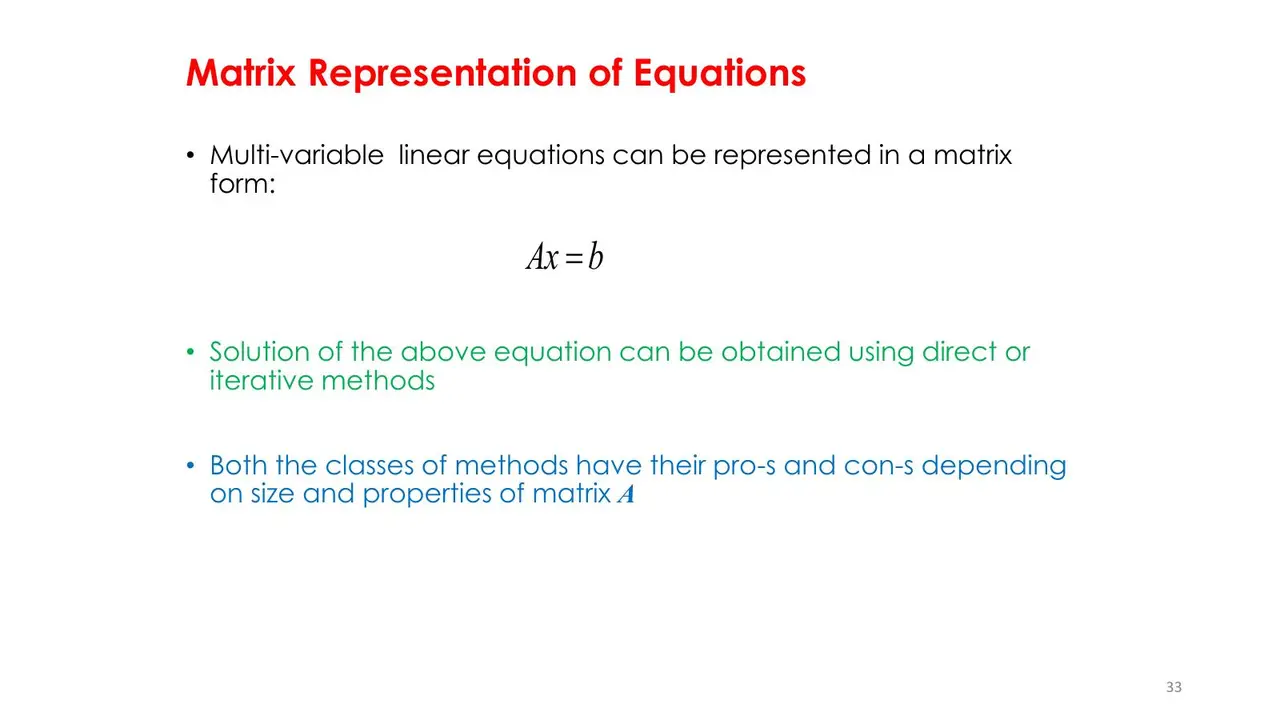 Matrix Representation of Equations
• Multi-variable linear equations can be represented in a matrix
form:
Ax = b
• Solution of the above equation can be obtained using direct or
iterative methods
• Both the classes of methods have their pro-s and con-s depending
on size and properties of matrix A
33